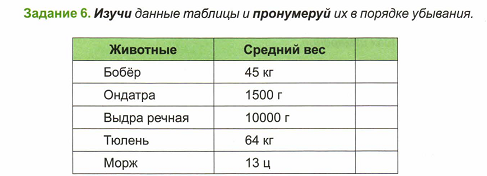 Задание 6. Изучи данные таблицы и пронумеруй их в порядке убывания.
Животные Средний вес
Бобёр 45 кг
Ондатра 1500 г
Выдра речная 10000 г
Тюлень 64 кг
Морж 13 ц